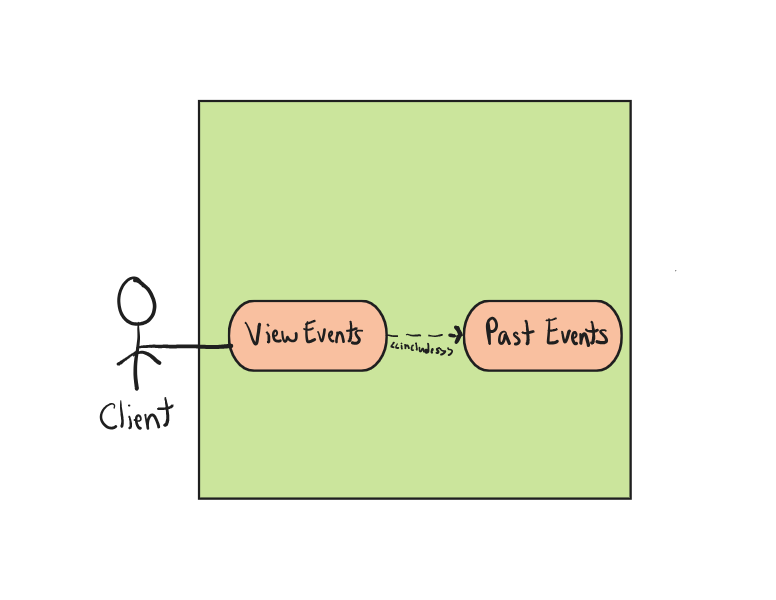 View Events
Past Events
<<includes>>
Client